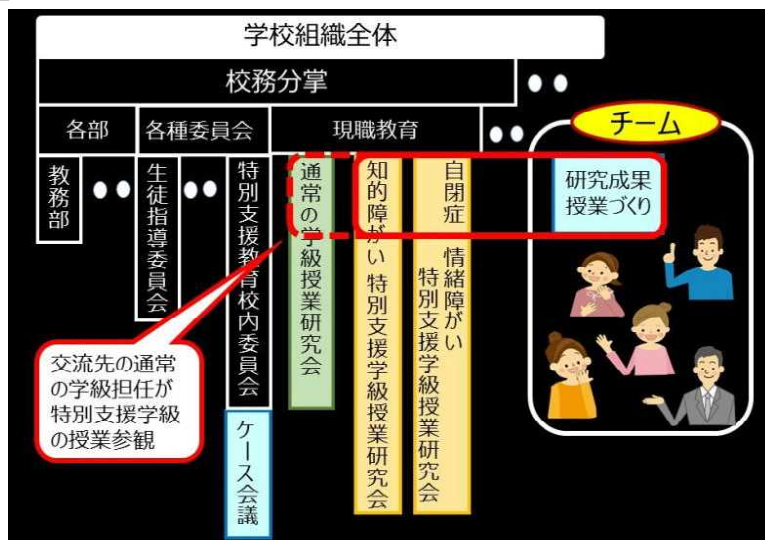 学校組織全体
校務分掌
各部
各種委員会
現職教育
チーム
教務部
生徒指導委員会
特別支援教育校内委員会
ケース会議
通常の学級授業研究会
知的障がい 特別支援学級授業研究会
自閉症 情緒障がい
特別支援学級授業研究会
研究成果
授業づくり
交流先の通常
の学級担任が
特別支援学級
の授業参観